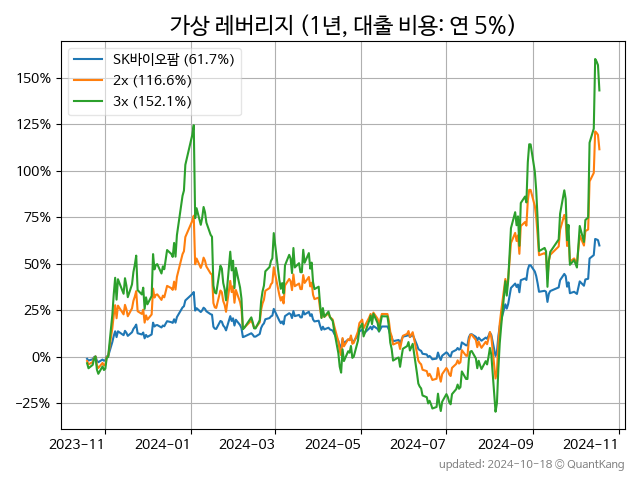 가상 레버리지 (1년, 대출 비용: 연 5%)
SK바이오팜 (61.7%)
2x (116.6%)
3x (152.1%)
150%
125%
100%
75%
50%
25%
0%
−25%
2023-11 2024-01 2024-03 2024-05 2024-07 2024-09 2024-11
updated: 2024-10-18 © QuantKang